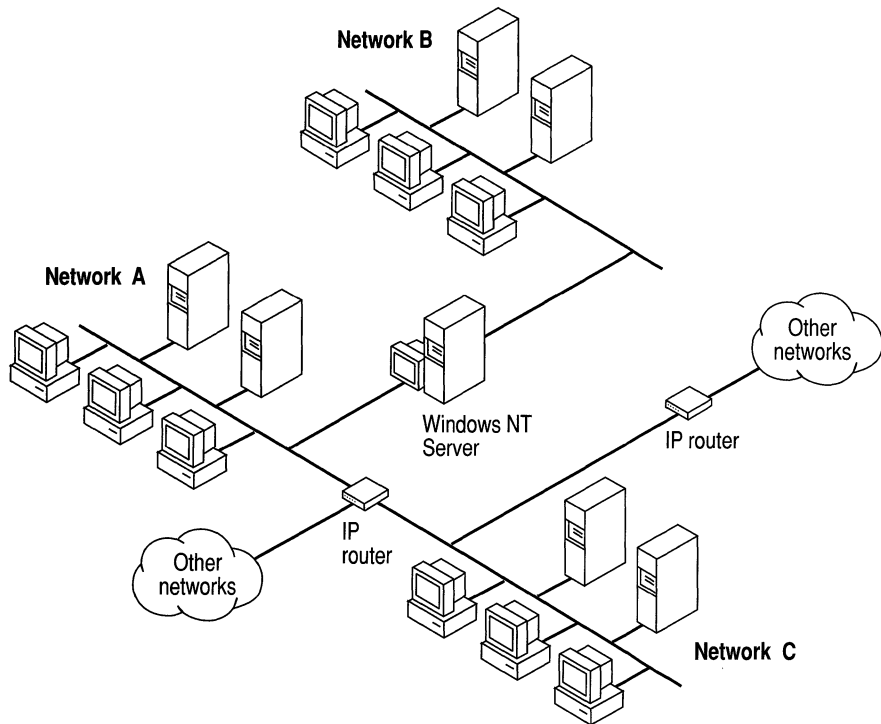 Network B
Network A
Other
networks
Windows NT
Server
IP router
IP
router
Other
networks
Network C